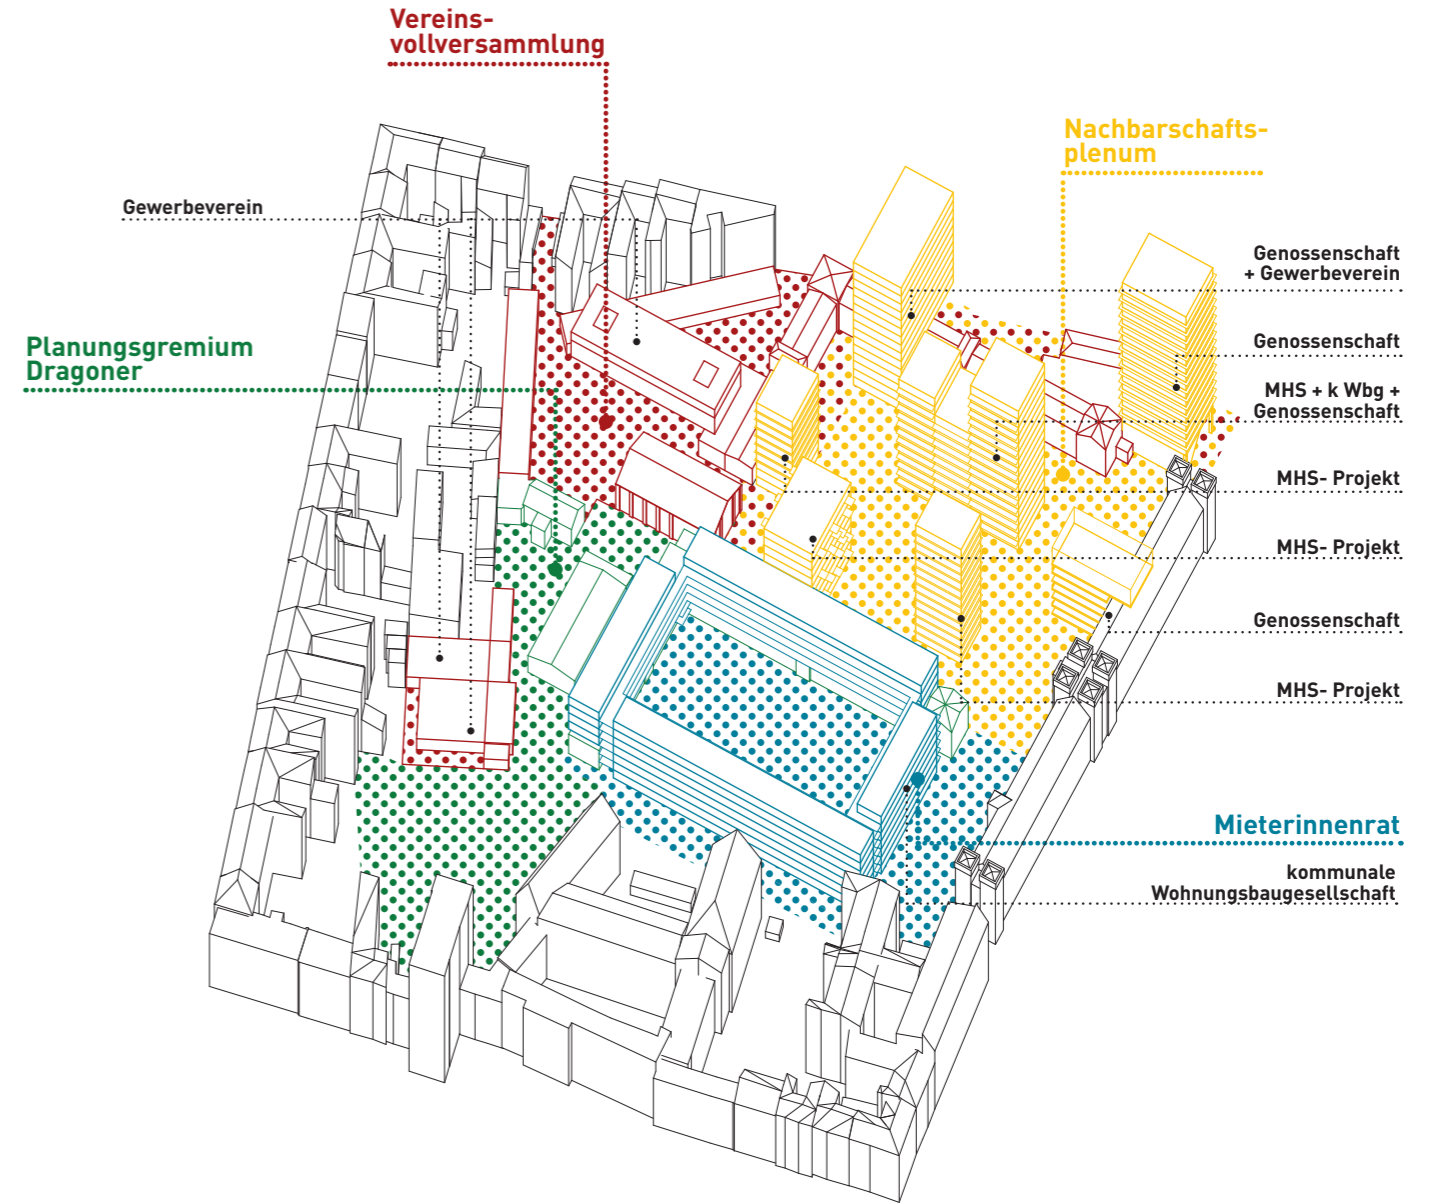 Vereins-
vollversammlung
Nachbarschafts-
plenum
Gewerbeverein
Genossenschaft
+ Gewerbeverein
Genossenschaft
Planungsgremium
Dragoner
MHS + k Wbg +
Genossenschaft
MHS- Projekt
MHS- Projekt
Genossenschaft
MHS- Projekt
Mieterinnenrat
kommunale
Wohnungsbaugesellschaft